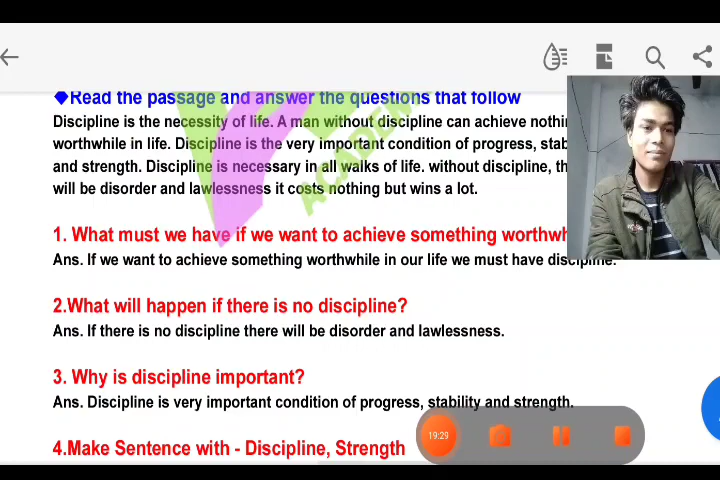 ◆Read the passage and answer the questions that follow
Discipline is the necessity of life. A man without discipline can achieve
worthwhile in life. Discipline is the very important condition of progress,
and strength. Discipline is necessary in all walks of life. without discipline,
will be disorder and lawlessness it costs nothing but wins a lot.
ACADEM
1. What must we have if we want to achieve something
Ans. If we want to achieve something worthwhile in our life we must have discipline.
2.What will happen if there is no discipline?
Ans. If there is no discipline there will be disorder and lawlessness.
3. Why is discipline important?
Ans. Discipline is very important condition of progress, stability and strength.
19:29
4.Make Sentence with - Discipline, Strength